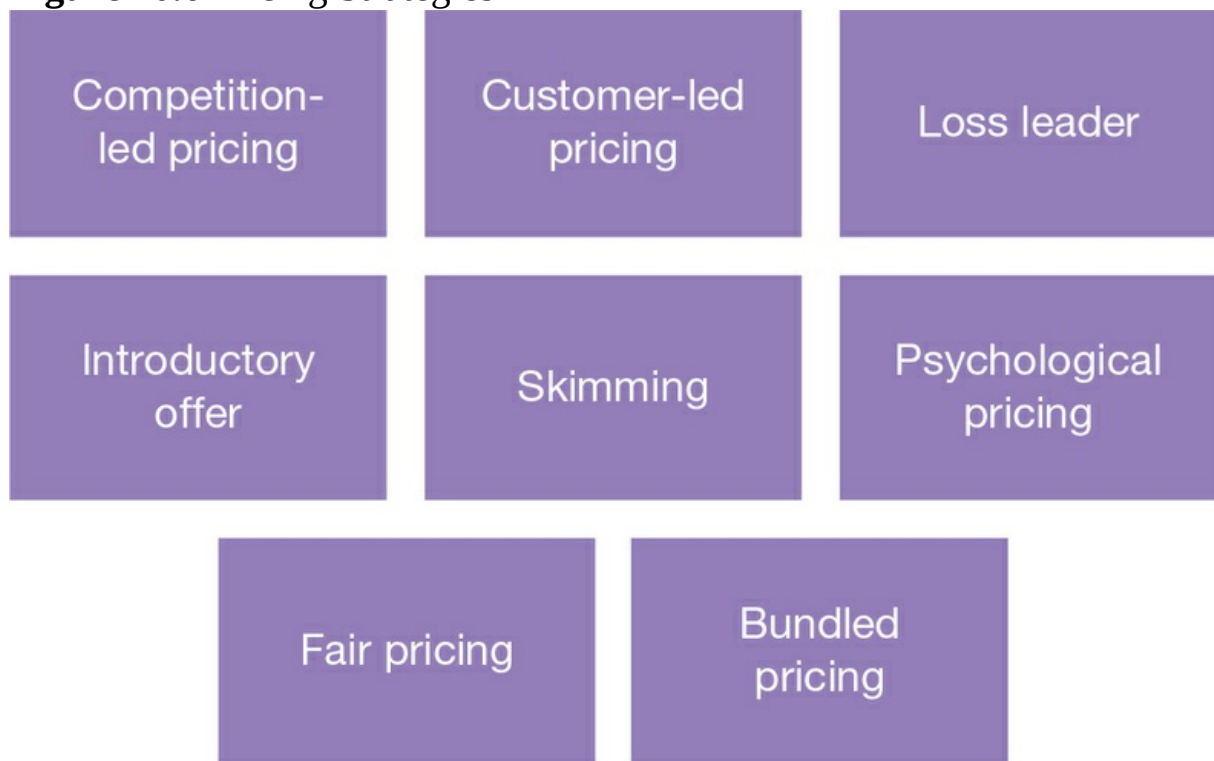 Competition-
led pricing
Customer-led
pricing
Loss leader
Introductory
offer
Skimming
Psychological
pricing
Fair pricing
Bundled
pricing